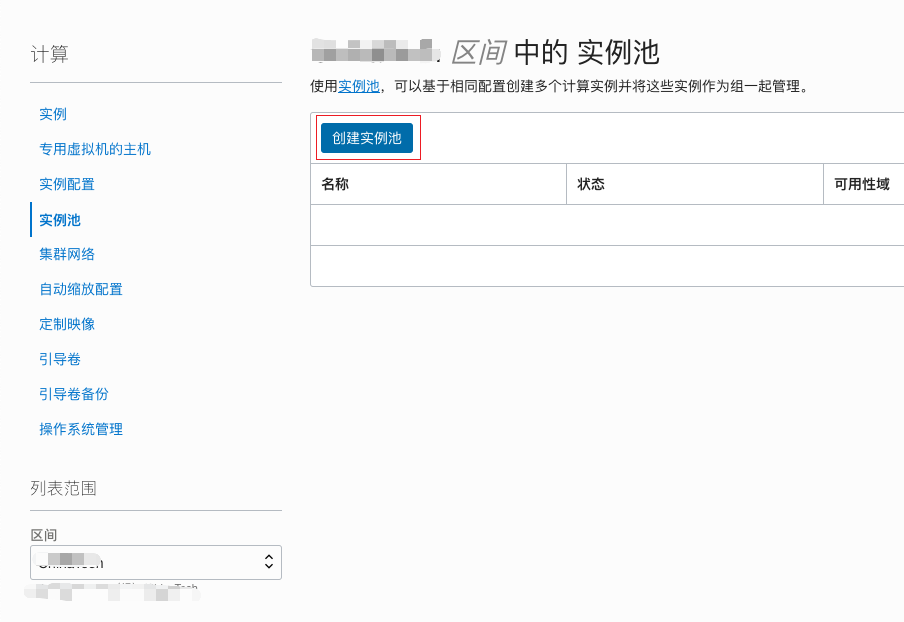 计算
实例
专用虚拟机的主机
实例配置
实例池
集群网络
自动缩放配置
定制映像
引导卷
引导卷备份
操作系统管理
列表范围
区间
区间 中的 实例池
使用实例池，可以基于相同配置创建多个计算实例并将这些实例作为组一起管理。
创建实例池
名称 状态 可用性域